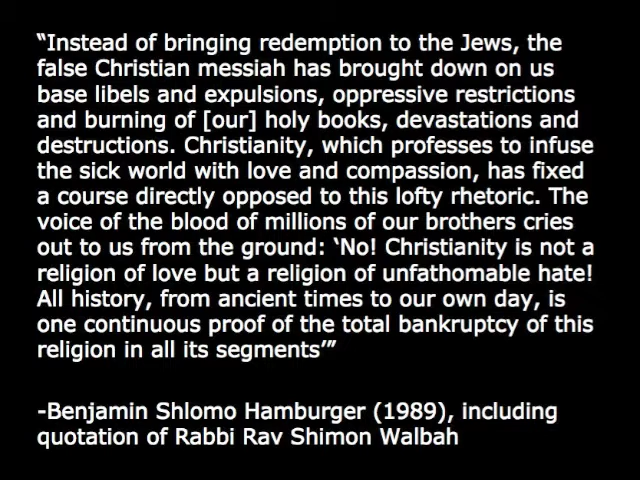 “Instead of bringing redemption to the Jews, the
false Christian messiah has brought down on us
base libels and expulsions, oppressive restrictions
and burning of [our] holy books, devastations and
destructions. Christianity, which professes to infuse
the sick world with love and compassion, has fixed
a course directly opposed to this lofty rhetoric. The
voice of the blood of millions of our brothers cries
out to us from the ground: ‘No! Christianity is not a
religion of love but a religion of unfathomable hate!
All history, from ancient times to our own day, is
one continuous proof of the total bankruptcy of this
religion in all its segments’”
-Benjamin Shlomo Hamburger (1989), including
quotation of Rabbi Rav Shimon Walbah